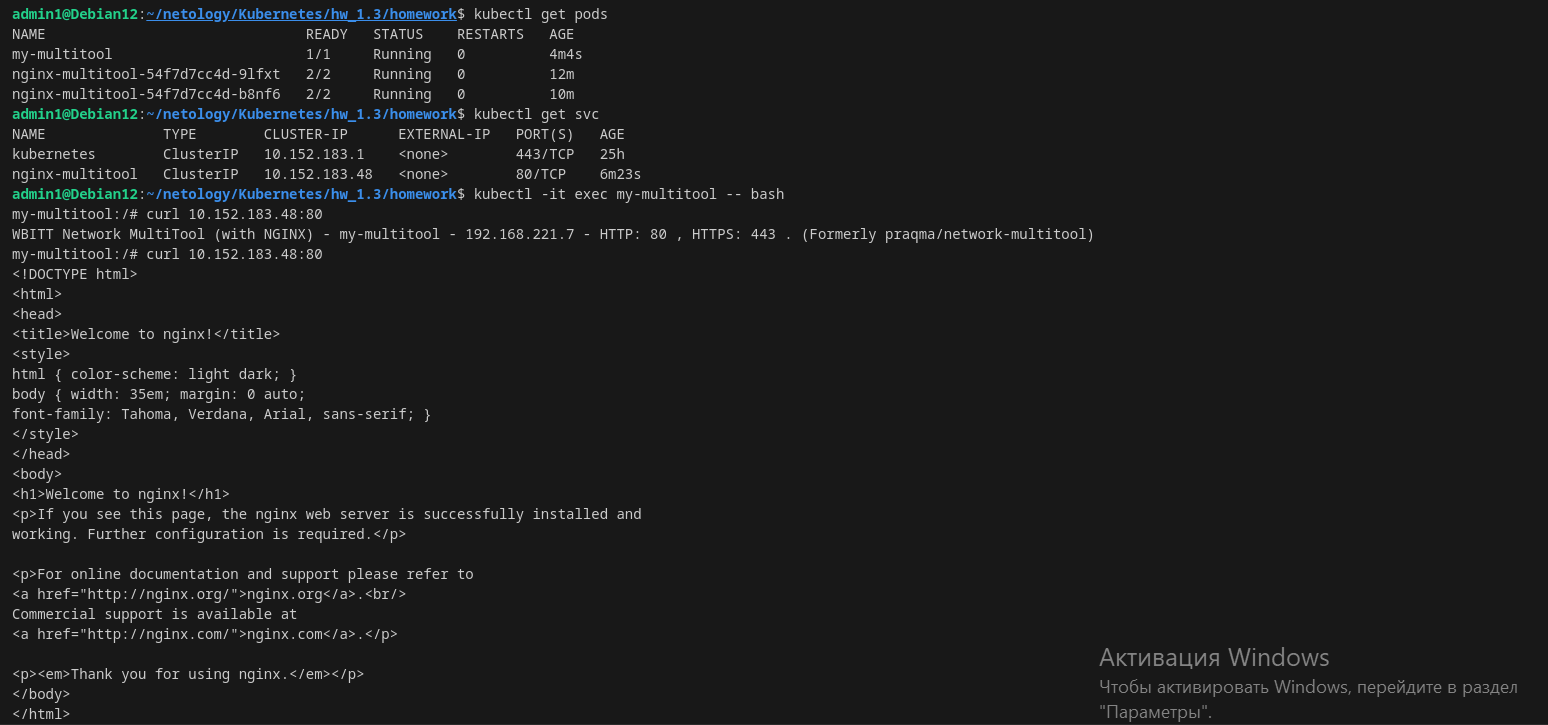 admin1@Debian12:~/netology/Kubernetes/hw_1.3/homework$ kubectl get pods
NAME                               READY   STATUS    RESTARTS   AGE
my-multitool                       1/1     Running   0          4m4s
nginx-multitool-54f7d7cc4d-9lfxt   2/2     Running   0          12m
nginx-multitool-54f7d7cc4d-b8nf6   2/2     Running   0          10m
admin1@Debian12:~/netology/Kubernetes/hw_1.3/homework$ kubectl get svc
NAME              TYPE        CLUSTER-IP      EXTERNAL-IP   PORT(S)   AGE
kubernetes        ClusterIP   10.152.183.1    <none>        443/TCP   25h
nginx-multitool   ClusterIP   10.152.183.48   <none>        80/TCP    6m23s
admin1@Debian12:~/netology/Kubernetes/hw_1.3/homework$ kubectl -it exec my-multitool -- bash
my-multitool:/# curl 10.152.183.48:80
WBITT Network MultiTool (with NGINX) - my-multitool - 192.168.221.7 - HTTP: 80 , HTTPS: 443 . (Formerly praqma/network-multitool)
my-multitool:/# curl 10.152.183.48:80
<!DOCTYPE html>
<html>
<head>
<title>Welcome to nginx!</title>
<style>
html { color-scheme: light dark; }
body { width: 35em; margin: 0 auto;
font-family: Tahoma, Verdana, Arial, sans-serif; }
</style>
</head>
<body>
<h1>Welcome to nginx!</h1>
<p>If you see this page, the nginx web server is successfully installed and
working. Further configuration is required.</p>

<p>For online documentation and support please refer to
<a href="http://nginx.org/">nginx.org</a>.<br/>
Commercial support is available at
<a href="http://nginx.com/">nginx.com</a>.</p>

<p><em>Thank you for using nginx.</em></p>
</body>
</html>
Активация Windows
Чтобы активировать Windows, перейдите в раздел
"Параметры".